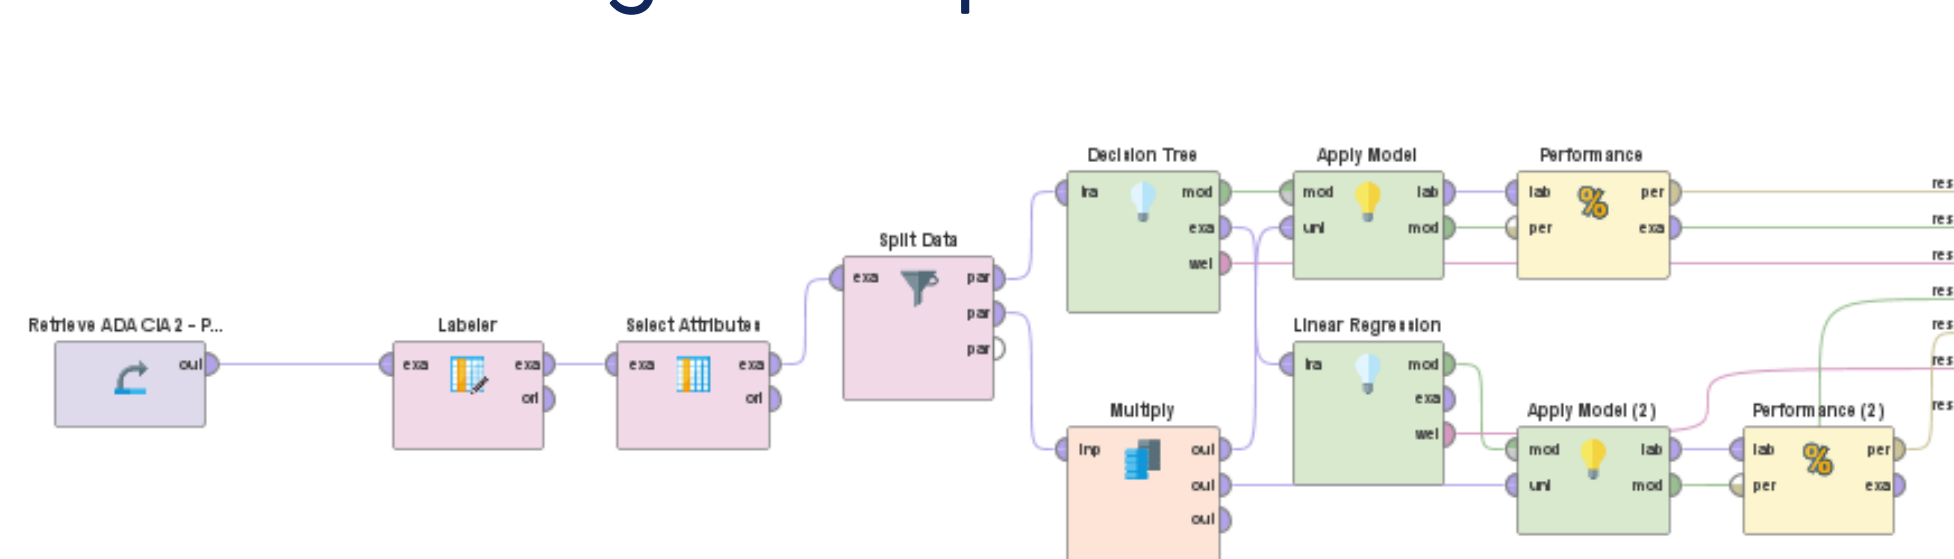 Decision Tree
tra
mod
exa
wei
Apply Model
mod
unl
lab
mod
Performance
lab
per
per
exa
res
res
res
res
res
res
res
Split Data
exa
par
par
par
Retrieve ADA CIA 2 - P...
out
Labeler
exa
exa
ori
Select Attributes
exa
exa
ori
Linear Regression
tra
mod
exa
wei
Multiply
inp
out
out
out
Apply Model (2)
mod
unl
lab
mod
Performance (2)
lab
per
per
exa